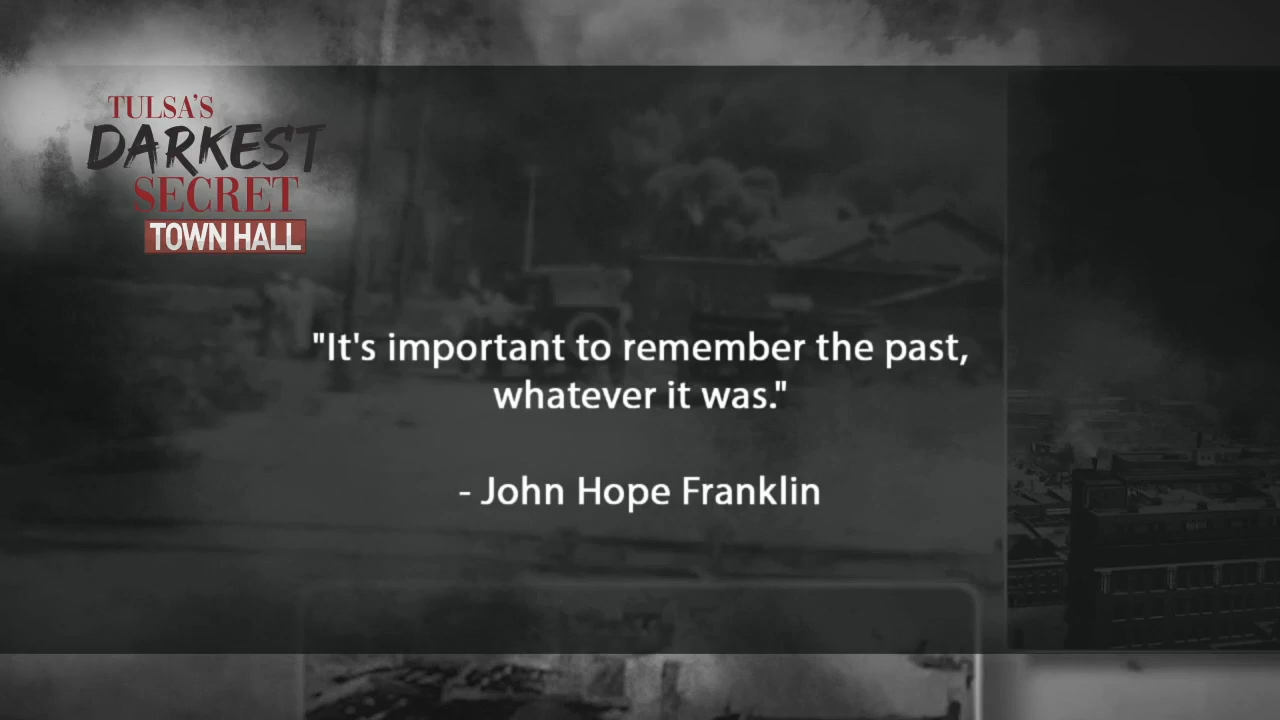 TULSA'S
DARKEST
SECRET
TOWN HALL
"It's important to remember the past,
whatever it was."
- John Hope Franklin